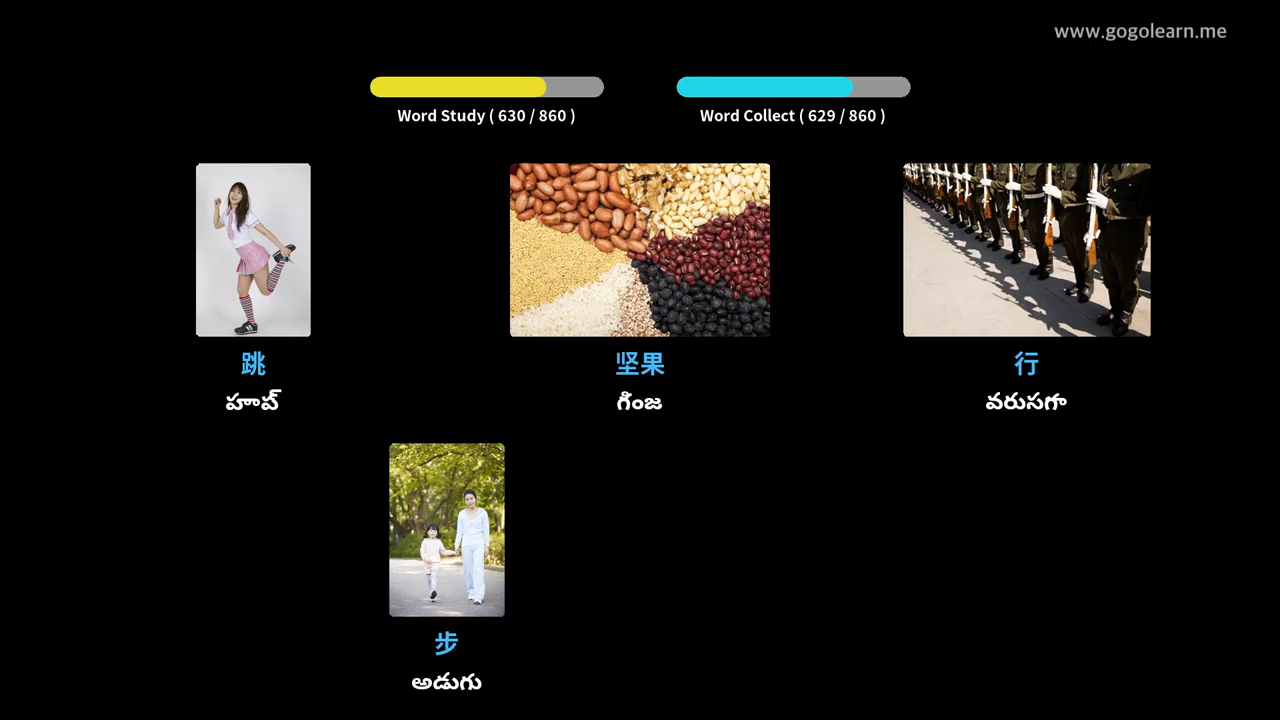 www.gogolearn.me
Word Study ( 630 / 860 )
Word Collect ( 629 / 860 )
跳
హాప్
坚果
గింజ
行
వరుసగా
步
అడుగు